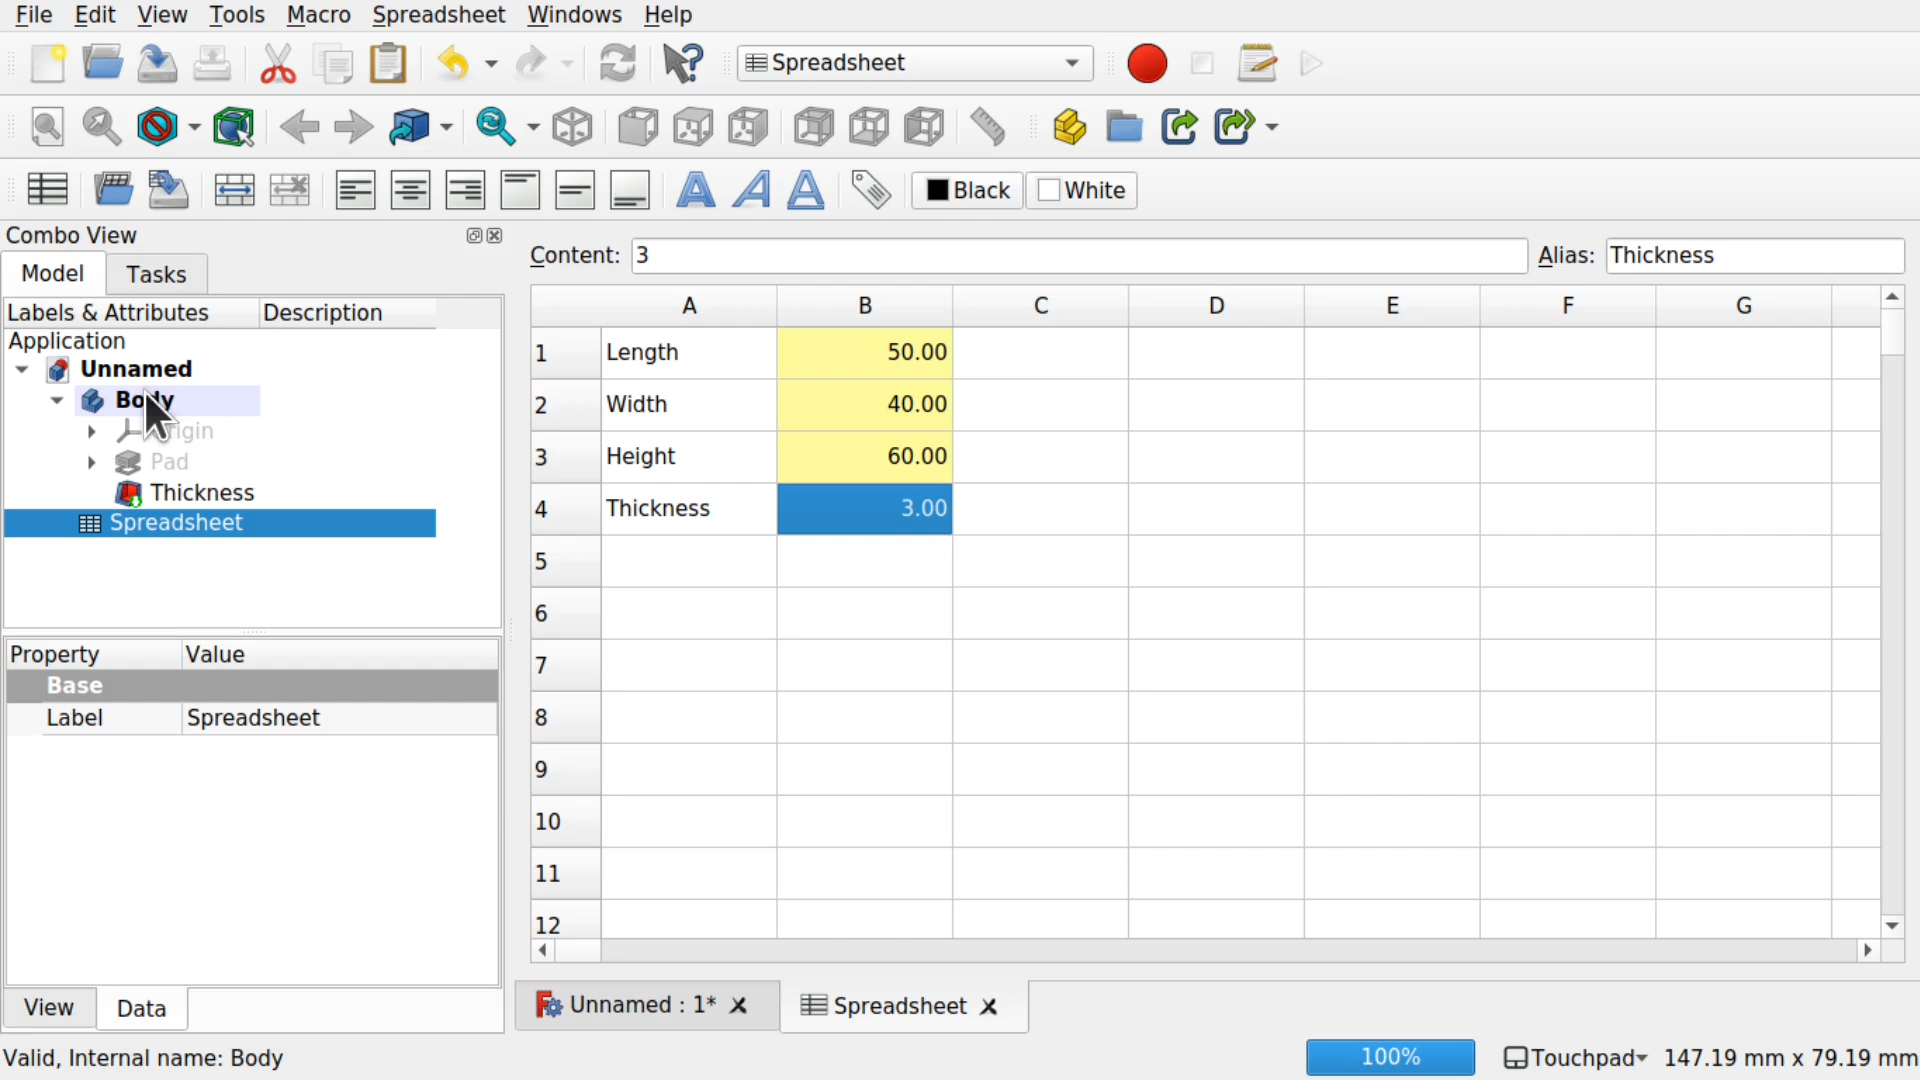 File Edit View Tools Macro Spreadsheet Windows Help
Spreadsheet
Black White
Combo View
Model Tasks
Content: 3 Alias: Thickness
Labels & Attributes Description
A B C D E F G
Application
Unnamed
1 Length 50.00
Body
2 Width 40.00
3 Height 60.00
Pad
Thickness
4 Thickness 3.00
Spreadsheet
5
6
7
Property Value
Base
Label Spreadsheet
8
9
10
11
12
View Data
Unnamed : 1* Spreadsheet
Valid, Internal name: Body 100% Touchpad 147.19 mm x 79.19 mm